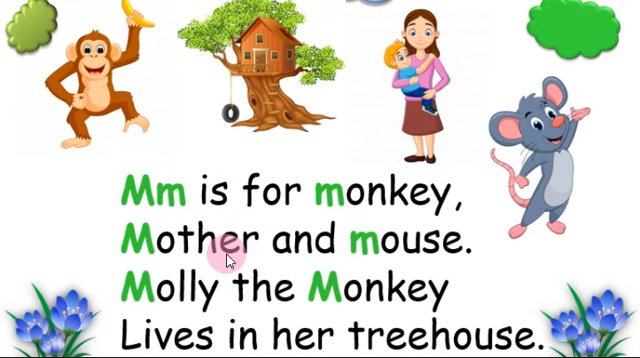 Mm is for monkey,
Mother and mouse.
Molly the Monkey
Lives in her treehouse.